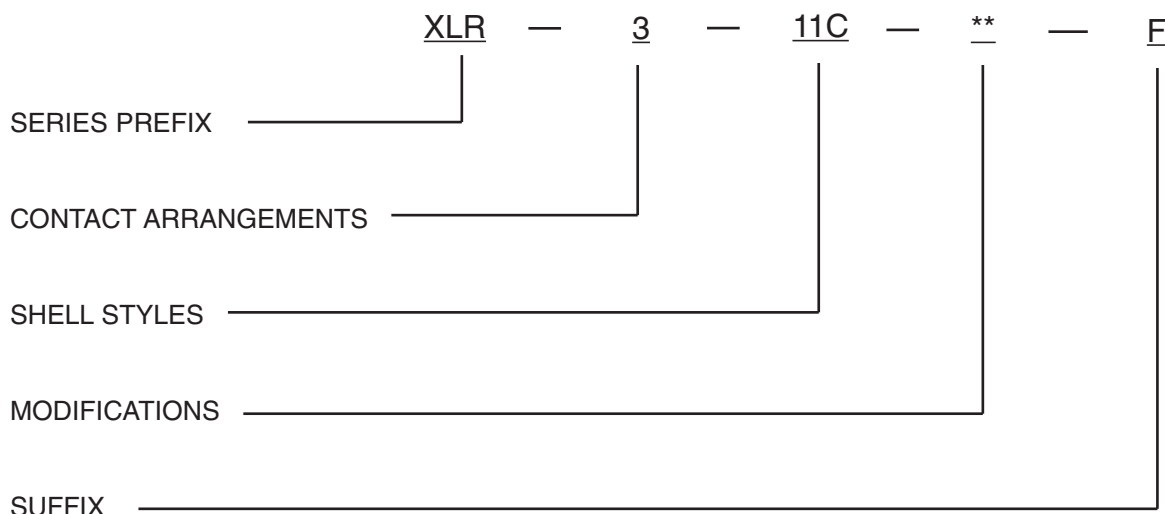 XLR — 3 — 11C — ** — F
SERIES PREFIX
CONTACT ARRANGEMENTS
SHELL STYLES
MODIFICATIONS
SUFFIX